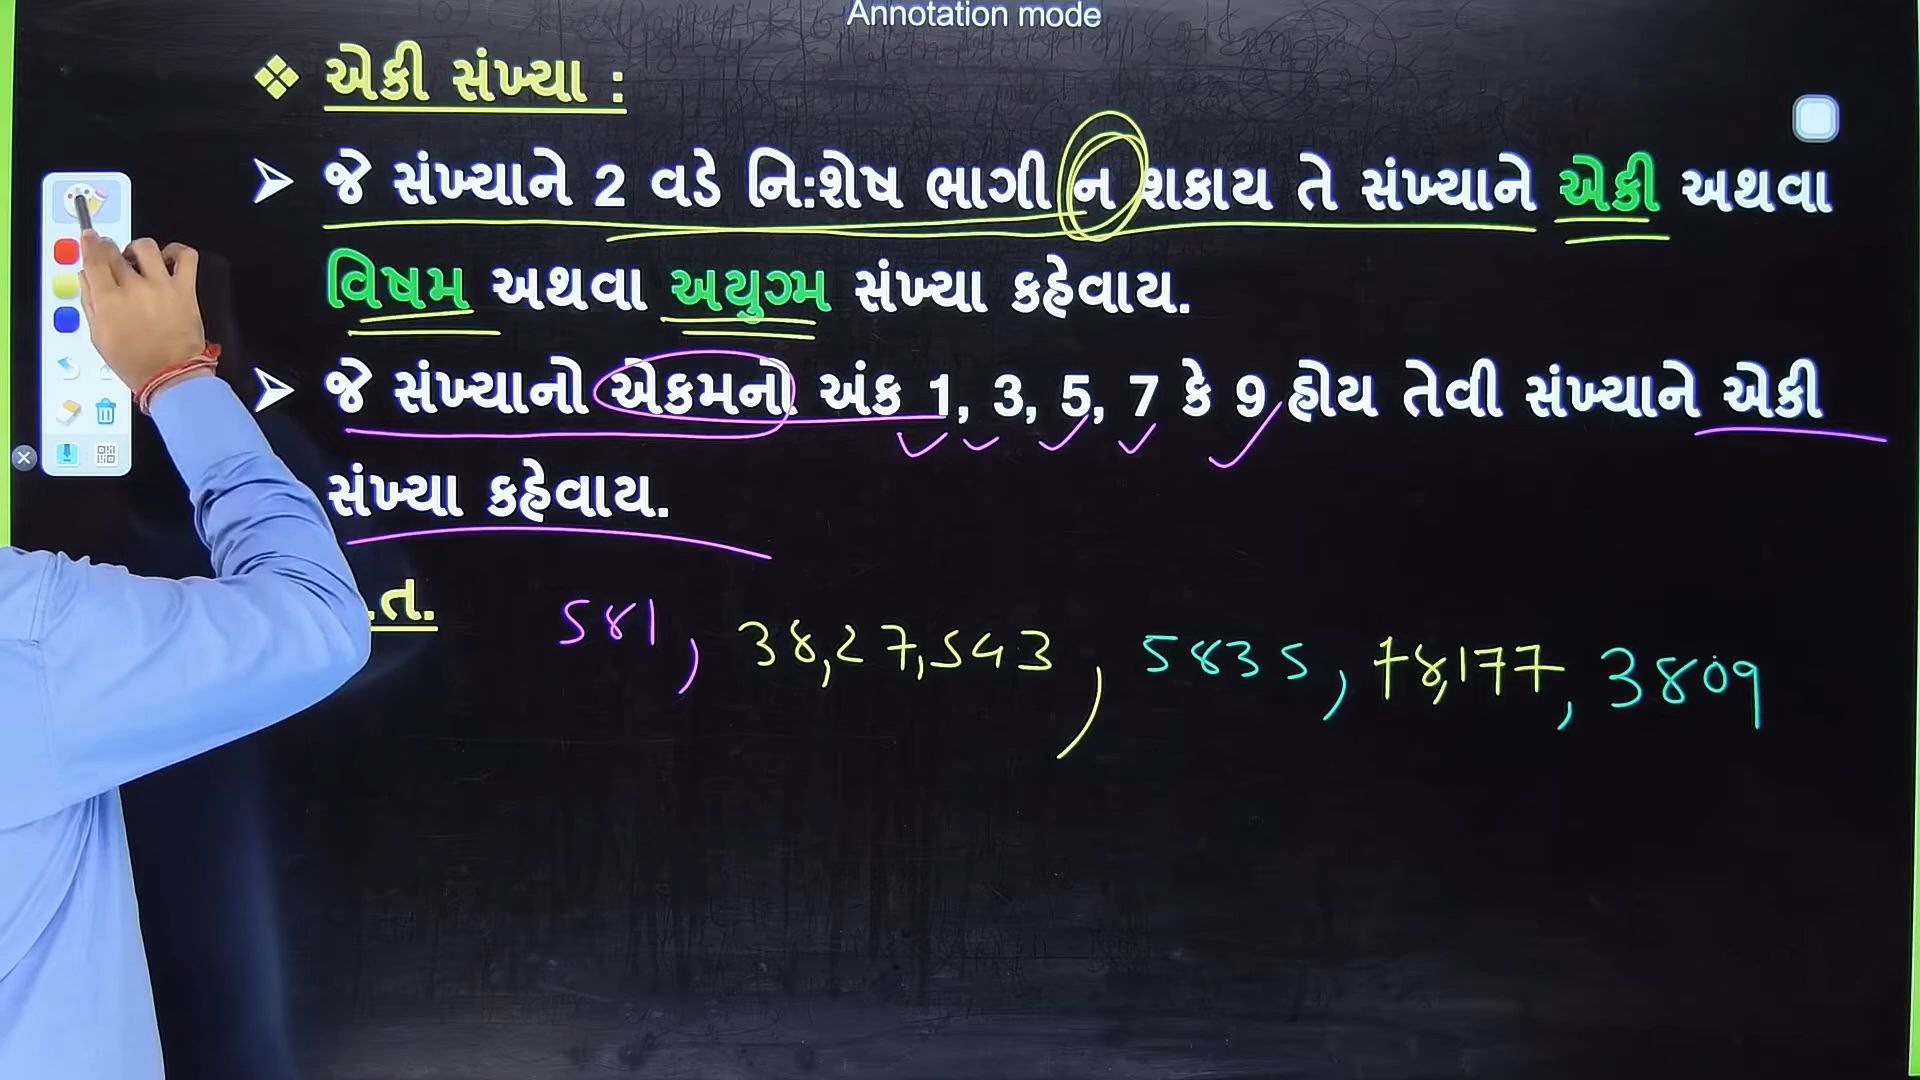 Annotation mode
❖ એકી સંખ્યા :
➢ જે સંખ્યાને 2 વડે નિઃશેષ ભાગી ન શકાય તે સંખ્યાને એકી અથવા
વિષમ અથવા અયુગ્મ સંખ્યા કહેવાય.
➢ જે સંખ્યાનો એકમનો અંક 1, 3, 5, 7 કે 9 હોય તેવી સંખ્યાને એકી
સંખ્યા કહેવાય.
.ત. 581, 38,27,543, 5835, 78,177, 3809